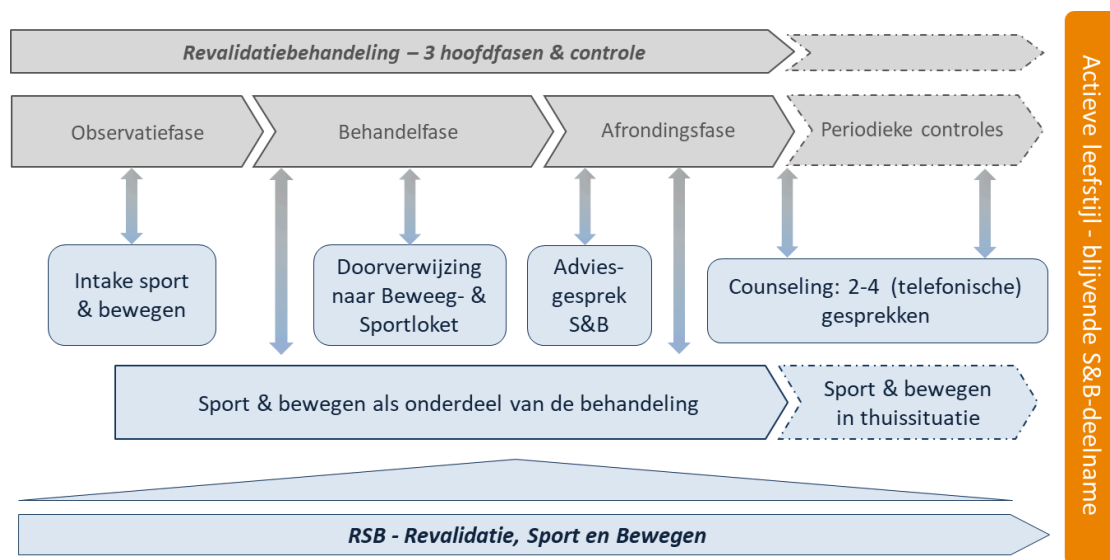 Revalidatiebehandeling – 3 hoofdfasen & controle
Observatiefase
Behandelfase
Afrondingsfase
Periodieke controles
Intake sport
& bewegen
Doorverwijzing
naar Beweeg- &
Sportloket
Advies-
gesprek
S&B
Counseling: 2-4 (telefonische)
gesprekken
Sport & bewegen als onderdeel van de behandeling
Sport & bewegen
in thuissituatie
RSB - Revalidatie, Sport en Bewegen
Actieve leefstijl - blijvende S&B-deelname